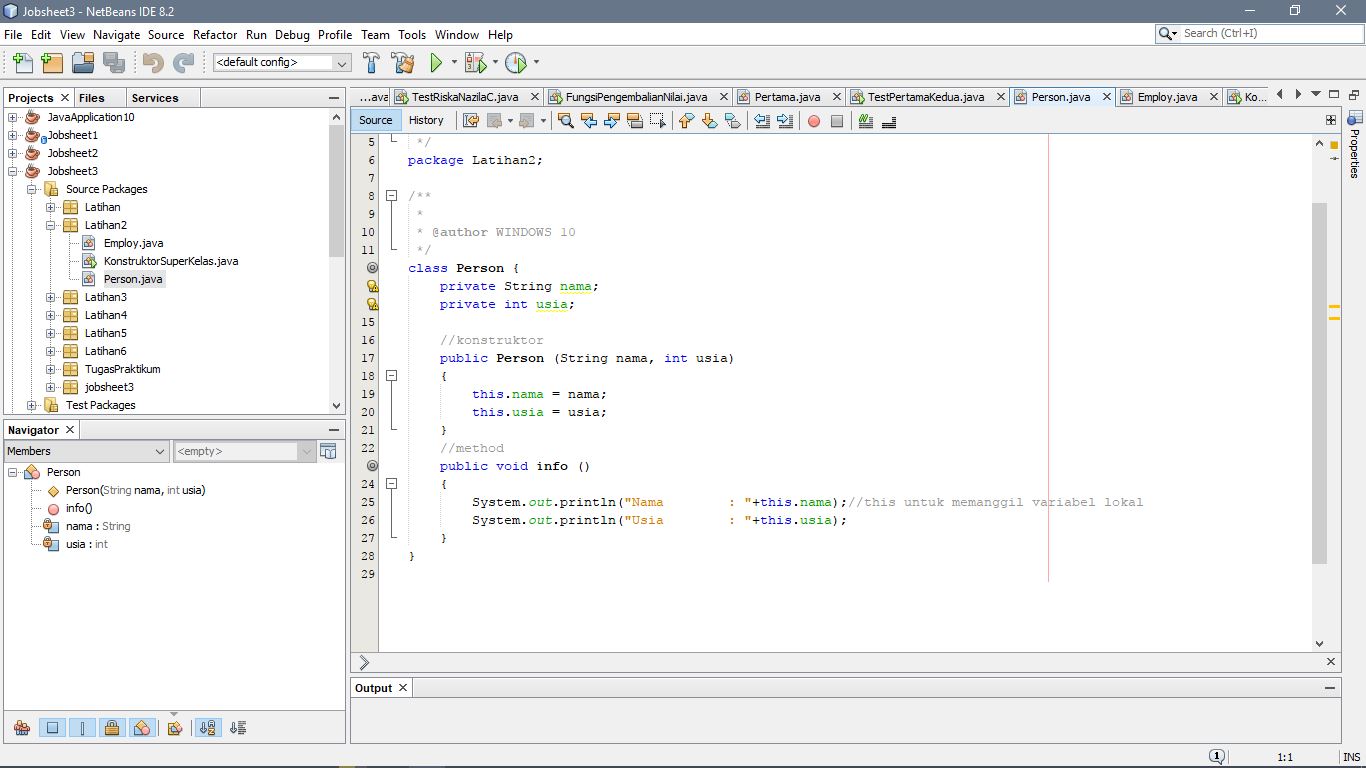 Jobsheet3 - NetBeans IDE 8.2
File Edit View Navigate Source Refactor Run Debug Profile Team Tools Window Help
Search (Ctrl+I)
<default config>
Projects Files Services
JavaApplication10
Jobsheet1
Jobsheet2
Jobsheet3
Source Packages
Latihan
Latihan2
Employ.java
KonstruktorSuperKelas.java
Person.java
Latihan3
Latihan4
Latihan5
Latihan6
TugasPraktikum
jobsheet3
Test Packages
Navigator
Members <empty>
Person
Person(String nama, int usia)
info()
nama : String
usia : int
...ava TestRiskaNazilaC.java FungsiPengembalianNilai.java Pertama.java TestPertamaKedua.java Person.java Employ.java Ko...
Source History
5 */
6 package Latihan2;
7
8 /**
9 *
10 * @author WINDOWS 10
11 */
class Person {
private String nama;
private int usia;
15
16 //konstruktor
17 public Person (String nama, int usia)
18 {
19 this.nama = nama;
20 this.usia = usia;
21 }
22 //method
public void info ()
24 {
25 System.out.println("Nama        : "+this.nama);//this untuk memanggil variabel lokal
26 System.out.println("Usia        : "+this.usia);
27 }
28 }
29
Properties
Output
1
1:1 INS